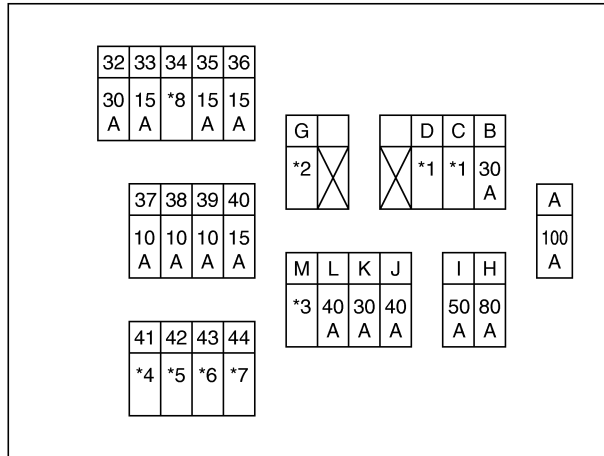 32 33 34 35 36
30 A 15 A *8 15 A 15 A
G D C B
*2 *1 *1 30 A
37 38 39 40
10 A 10 A 10 A 15 A
A
100 A
M L K J I H
*3 40 A 30 A 40 A 50 A 80 A
41 42 43 44
*4 *5 *6 *7